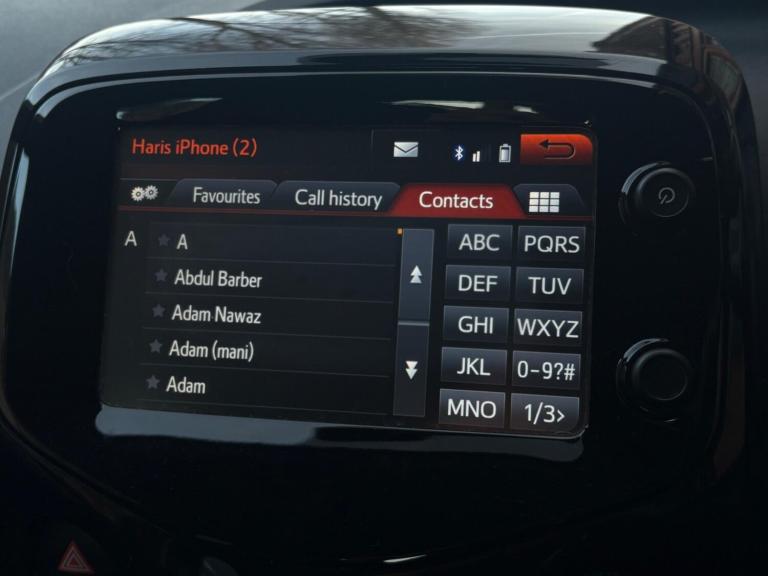 Haris iPhone (2)
Favourites
Call history
Contacts
A
A
Abdul Barber
Adam Nawaz
Adam (mani)
Adam
ABC
PQRS
DEF
TUV
GHI
WXYZ
JKL
0-9?#
MNO
1/3>